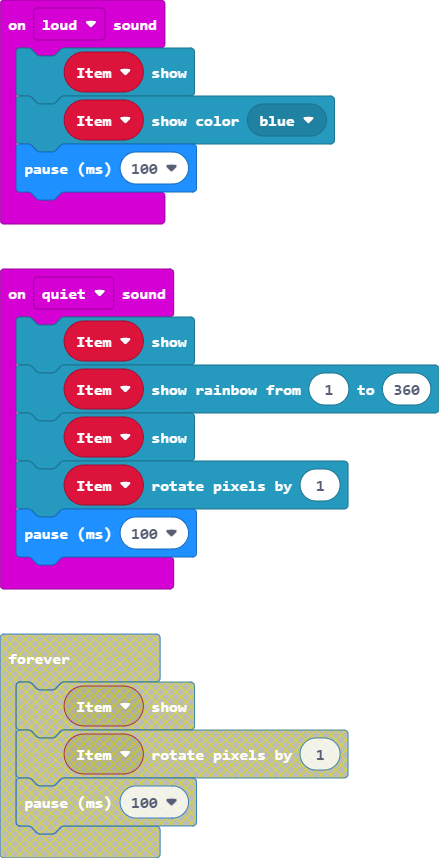 on loud sound
Item show
Item show color blue
pause (ms) 100
on quiet sound
Item show
Item show rainbow from 1 to 360
Item show
Item rotate pixels by 1
pause (ms) 100
forever
Item show
Item rotate pixels by 1
pause (ms) 100